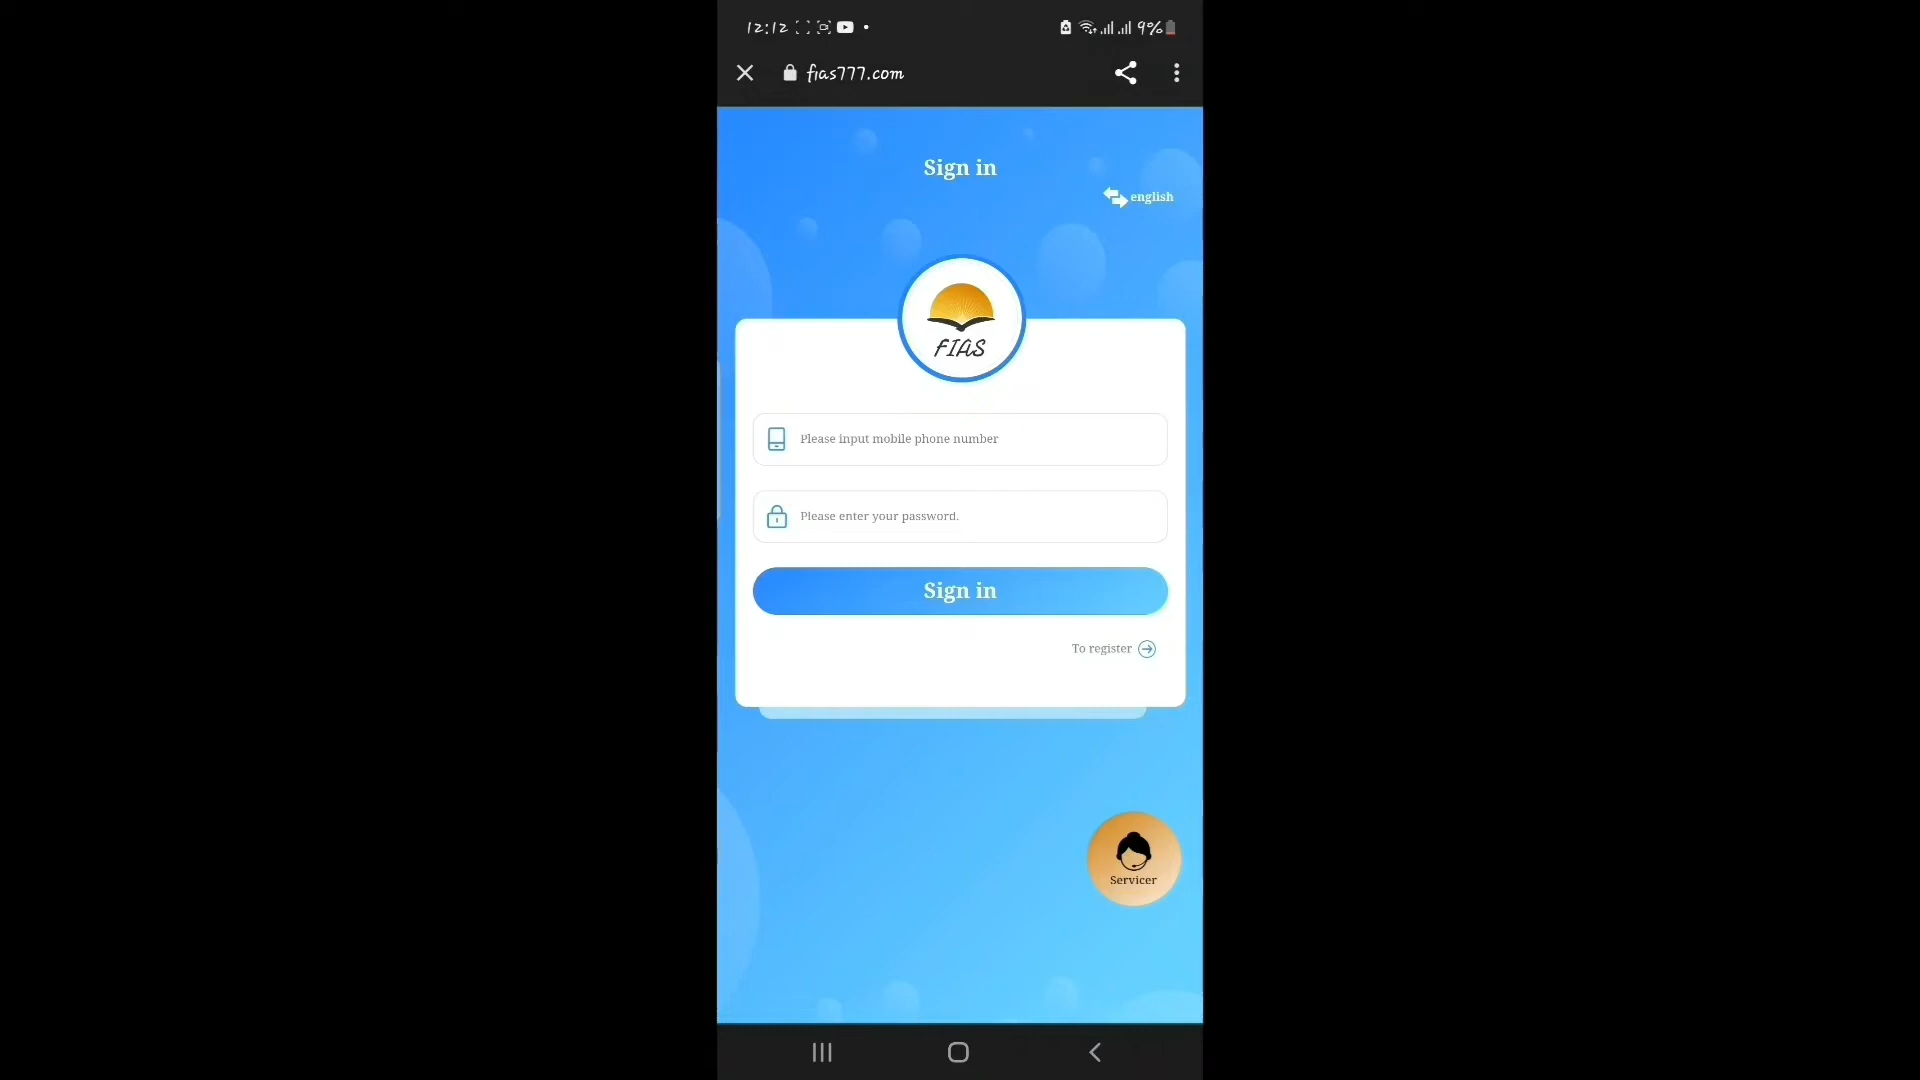 12:12
9%
fias777.com
Sign in
english
FIAS
Please input mobile phone number
Please enter your password.
Sign in
To register
Servicer